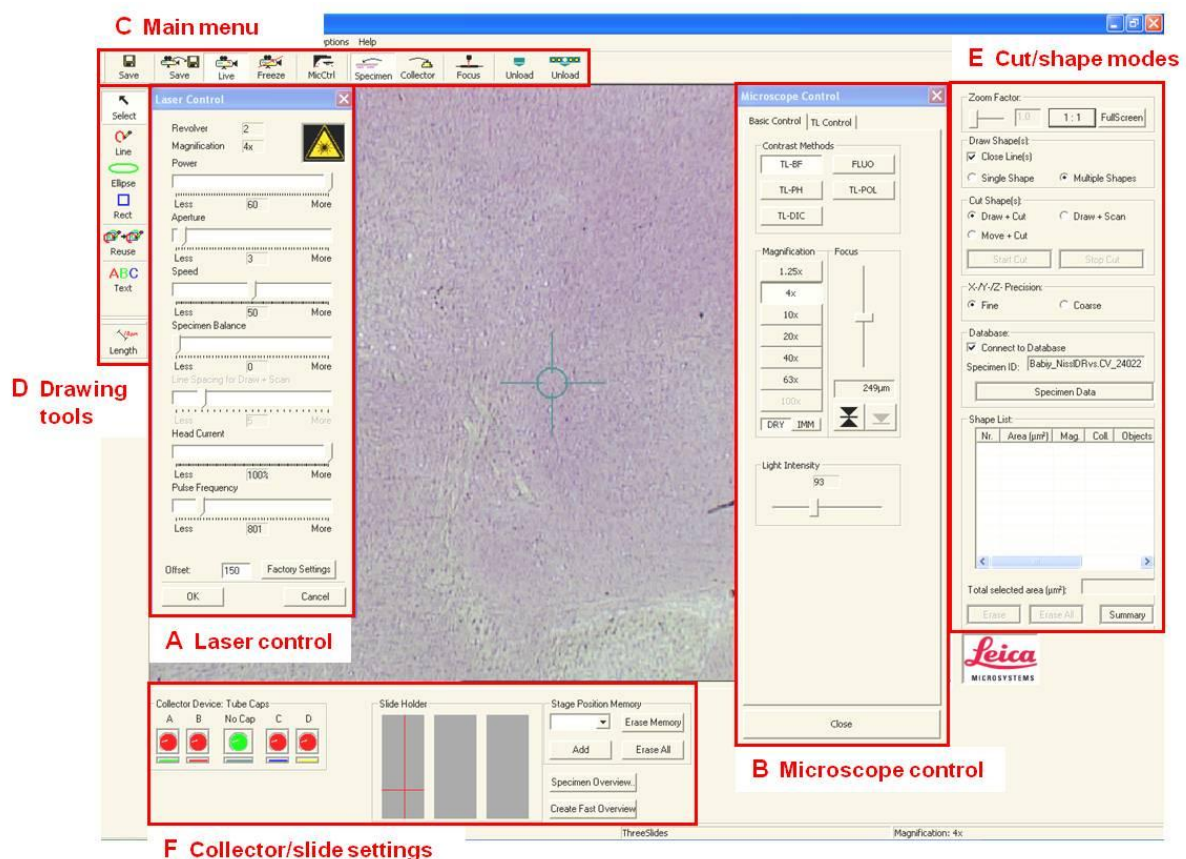 C Main menu
ptions Help
E Cut/shape modes
Save Save Live Freeze MicCtrl Specimen Collector Focus Unload Unload
Select
Line
Ellipse
Rect
Reuse
ABC
Text
Length
D Drawing
tools
Laser Control
Revolver 2
Magnification 4x
Power
Less 60 More
Aperture
Less 3 More
Speed
Less 50 More
Specimen Balance
Less 0 More
Line Spacing for Draw + Scan
Less 6 More
Head Current
Less 100% More
Pulse Frequency
Less 801 More
Offset: 150 Factory Settings
OK Cancel
A Laser control
Microscope Control
Basic Control TL Control
Contrast Methods
TL-BF FLUO
TL-PH TL-POL
TL-DIC
Magnification Focus
1.25x
4x
10x
20x
40x
63x
100x
249µm
DRY IMM
Light Intensity
93
Close
B Microscope control
Zoom Factor:
1.0 1 : 1 FullScreen
Draw Shape(s):
Close Line(s)
Single Shape Multiple Shapes
Cut Shape(s):
Draw + Cut Draw + Scan
Move + Cut
Start Cut Stop Cut
X-/Y-/Z- Precision:
Fine Coarse
Database:
Connect to Database
Specimen ID: Babiy_NisslDRvs.CV_24022
Specimen Data
Shape List:
Nr. Area (µm²) Mag. Coll. Objects
Total selected area (µm²):
Erase Erase All Summary
Leica
MICROSYSTEMS
Collector Device: Tube Caps
A B No Cap C D
Slide Holder
Stage Position Memory
Erase Memory
Add Erase All
Specimen Overview..
Create Fast Overview
ThreeSlides Magnification: 4x
F Collector/slide settings